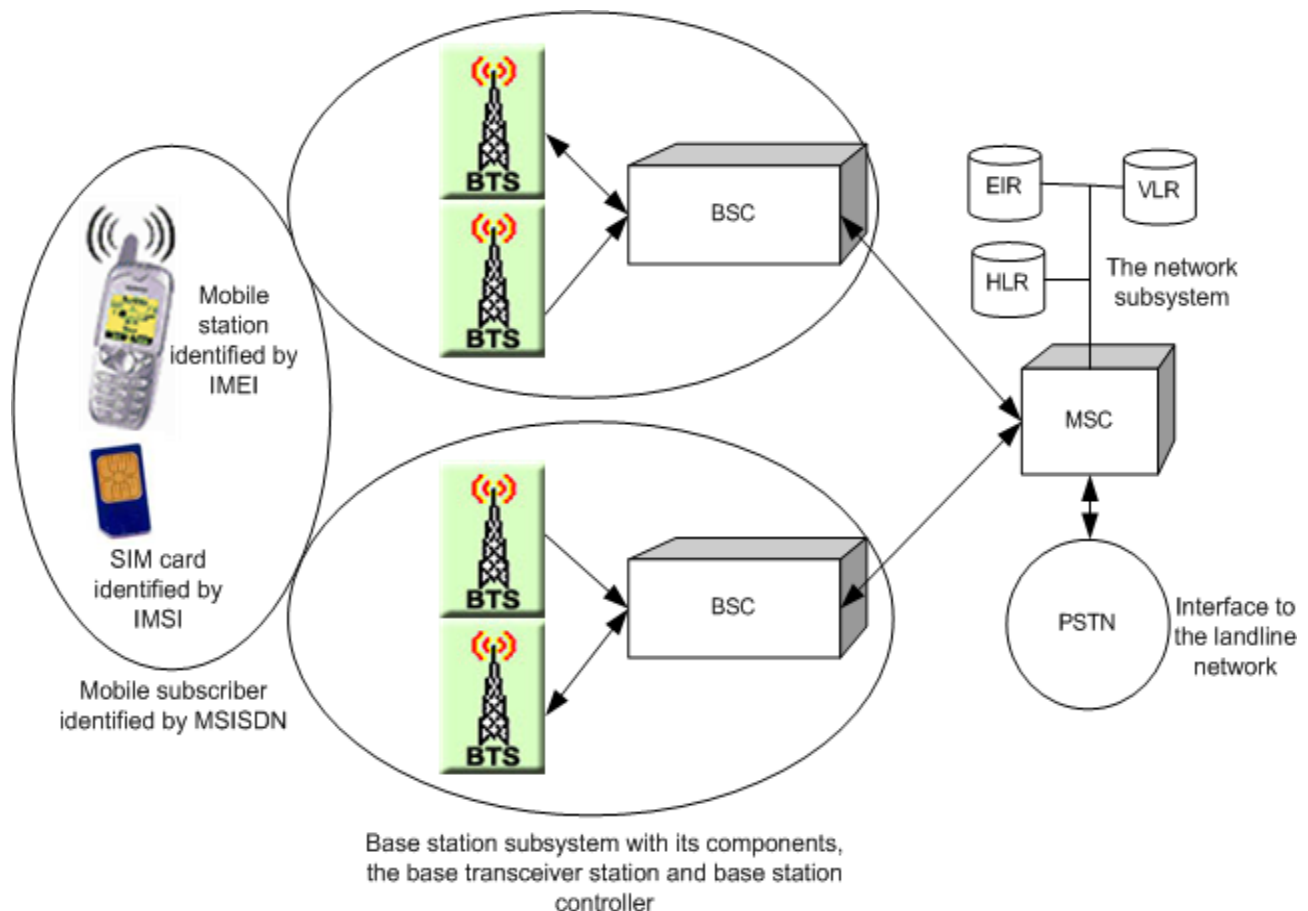 BTS
BTS
BSC
EIR
VLR
HLR
The network
subsystem
Mobile
station
identified by
IMEI
SIM card
identified by
IMSI
Mobile subscriber
identified by MSISDN
MSC
BTS
BTS
BSC
PSTN
Interface to
the landline
network
Base station subsystem with its components,
the base transceiver station and base station
controller